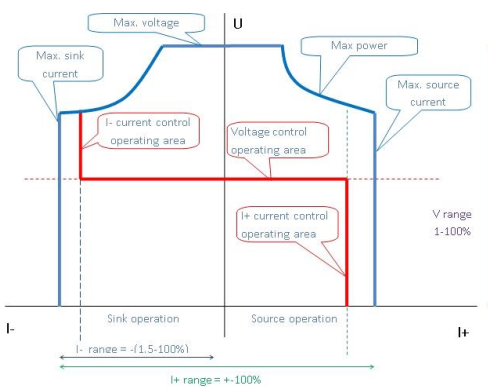 Max. voltage
U
Max. sink
current
Max power
Max. source
current
I- current control
operating area
Voltage control
operating area
I+ current control
operating area
V range
1-100%
Sink operation
Source operation
I-
I+
I- range = -(1.5-100%)
I+ range = +-100%